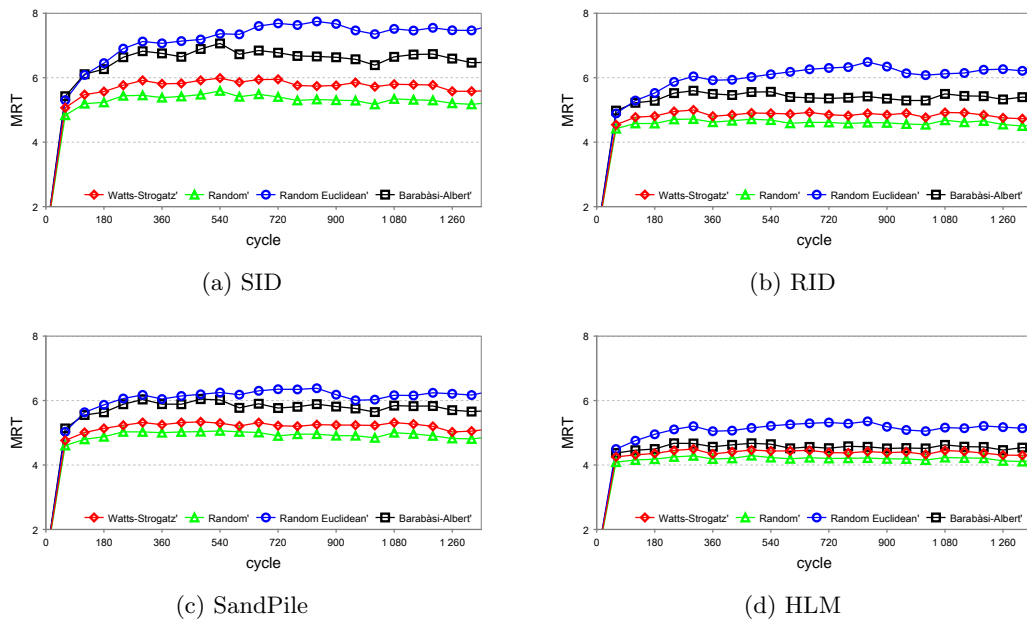 8
6
4
2
MRT
0
180
360
540
720
900
1 080
1 260
cycle
Watts-Strogatz'
Random'
Random Euclidean'
Barabàsi-Albert'
(a) SID
8
6
4
2
MRT
0
180
360
540
720
900
1 080
1 260
cycle
Watts-Strogatz'
Random'
Random Euclidean'
Barabàsi-Albert'
(b) RID
8
6
4
2
MRT
0
180
360
540
720
900
1 080
1 260
cycle
Watts-Strogatz'
Random'
Random Euclidean'
Barabàsi-Albert'
(c) SandPile
8
6
4
2
MRT
0
180
360
540
720
900
1 080
1 260
cycle
Watts-Strogatz'
Random'
Random Euclidean'
Barabàsi-Albert'
(d) HLM